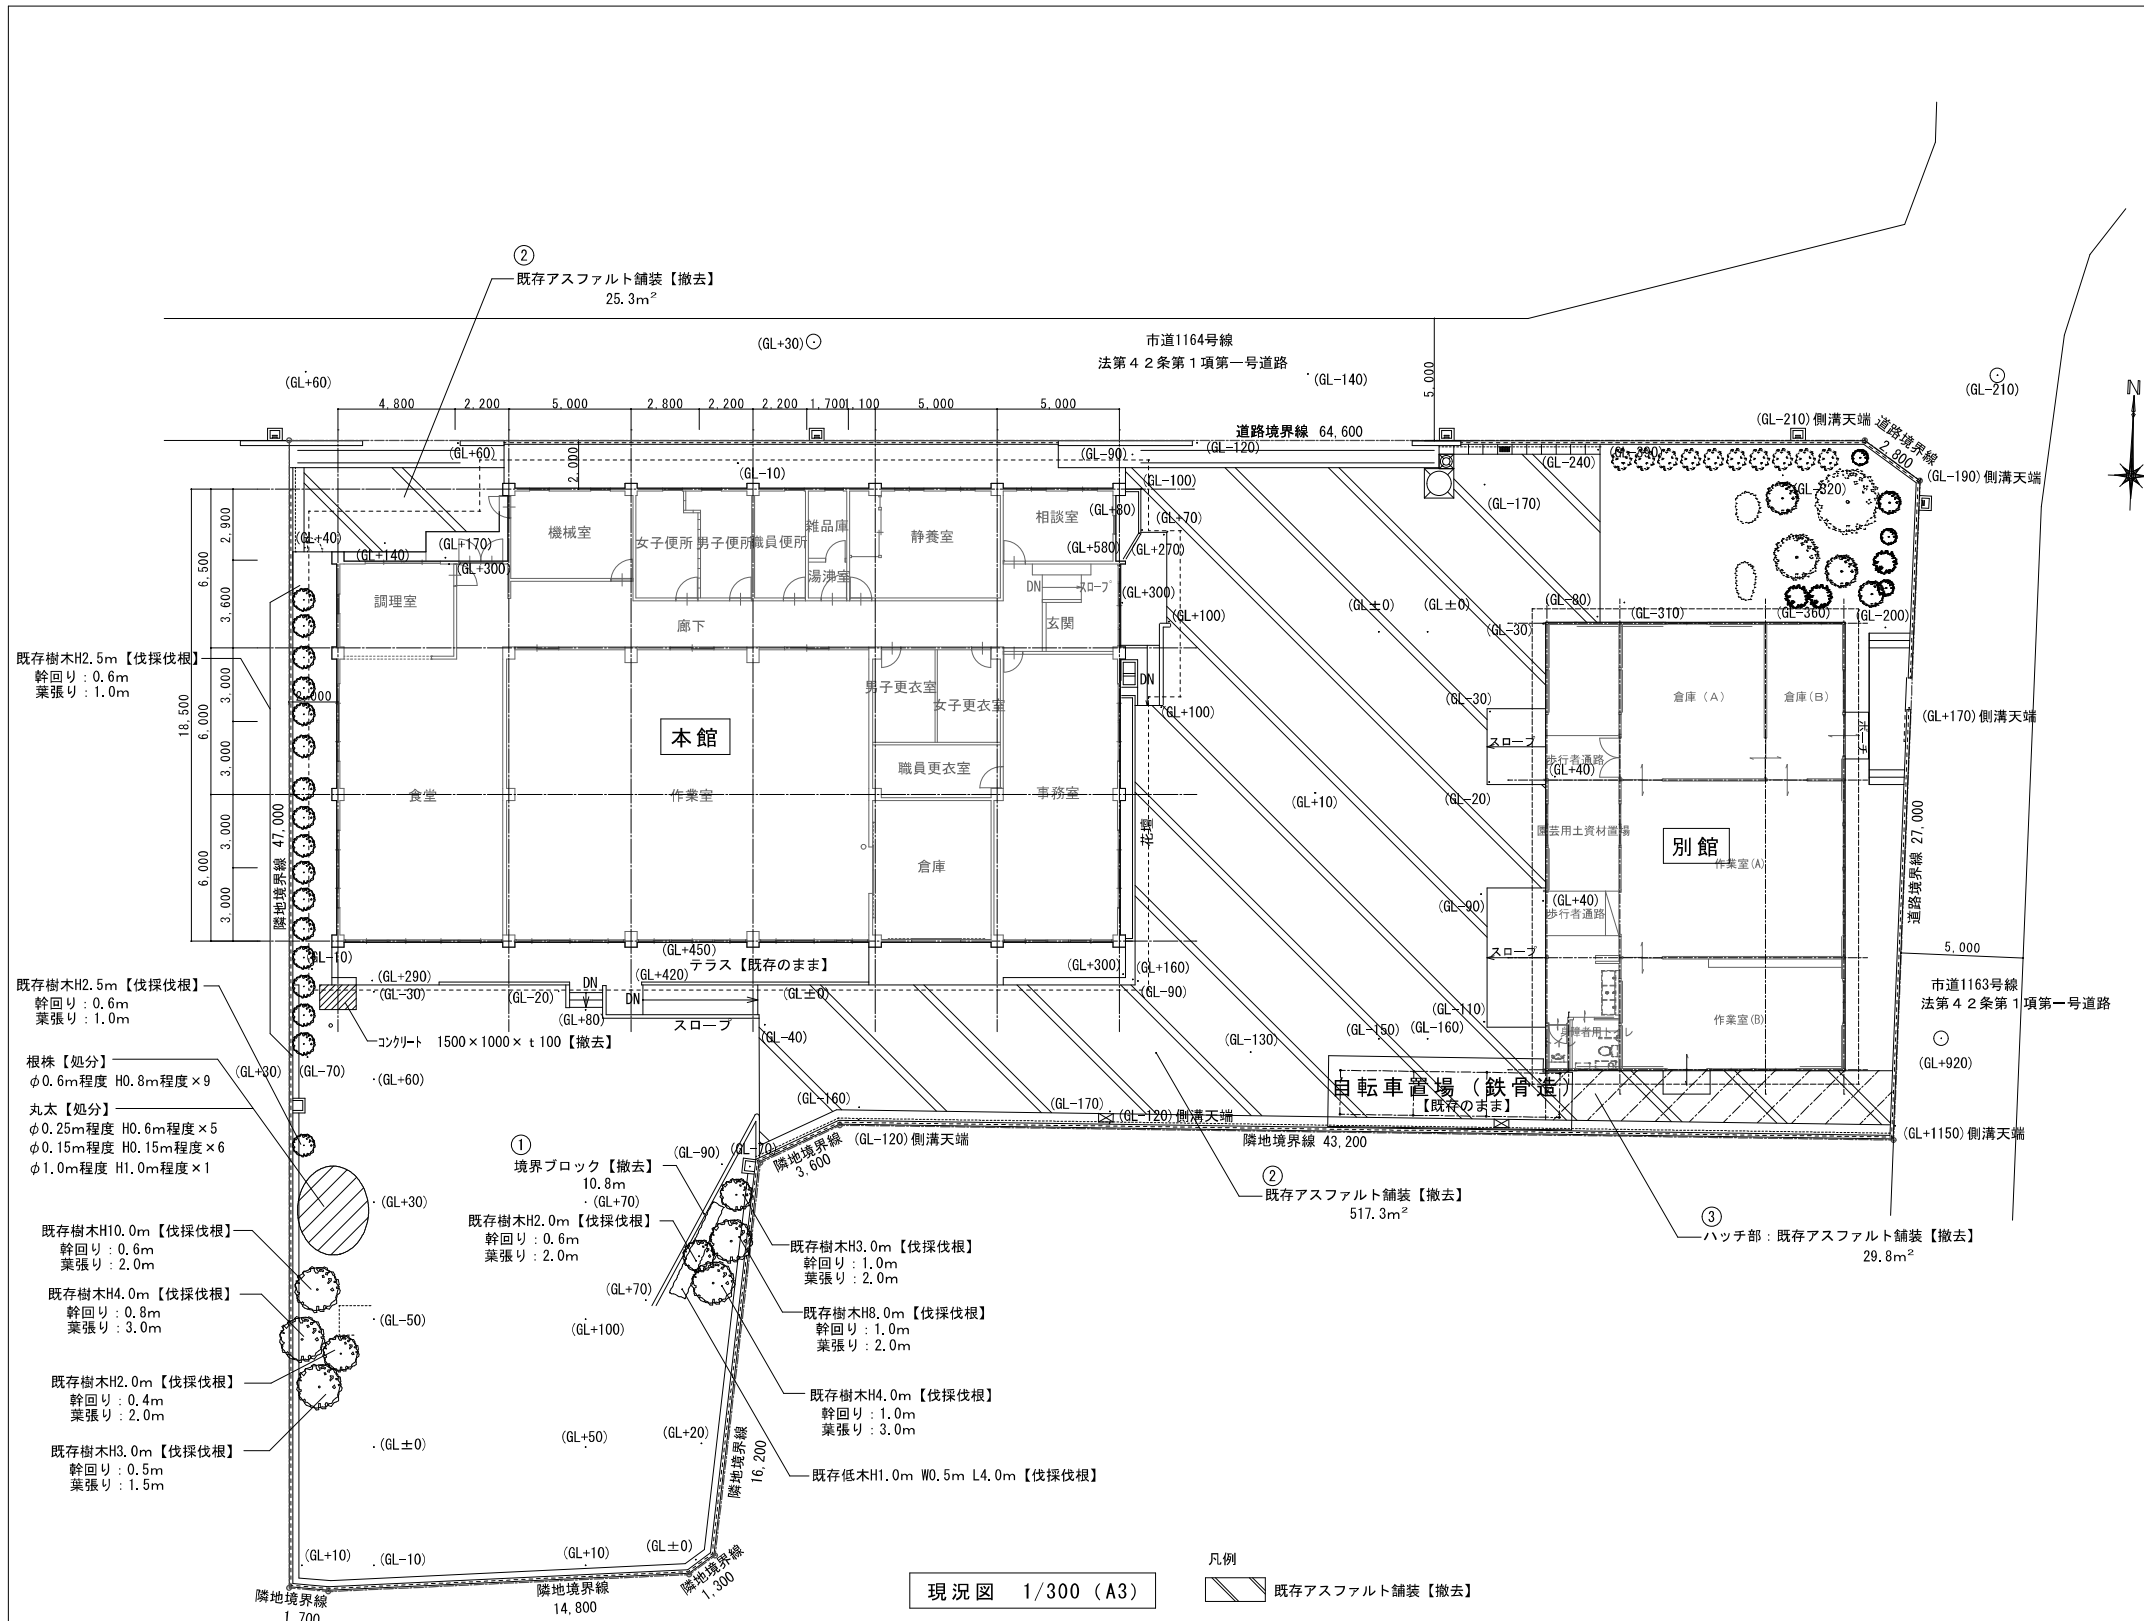 ②
既存アスファルト舗装【撤去】
25.3m²
(GL+30)
市道1164号線
法第４２条第１項第一号道路
(GL+60)
(GL-140)
5,000
(GL-210)
4,800
2,200
5,000
2,800
2,200
2,200
1,700
1,100
5,000
5,000
N
(GL-210)側溝天端
道路境界線
2,800
道路境界線 64,600
(GL+60)
2,000
(GL-10)
(GL-90)
(GL-120)
(GL-240)
(GL-100)
(GL-170)
(GL-320)
(GL-190)側溝天端
(GL+40)
(GL+140)
(GL+170)
(GL+300)
機械室
女子便所
男子便所
職員便所
雑品庫
湯沸室
静養室
相談室
(GL+80)
(GL+70)
(GL+580)
(GL+270)
2,900
6,500
3,600
調理室
廊下
DN
スロープ
玄関
(GL+300)
(GL+100)
(GL±0)
(GL±0)
(GL-80)
(GL-30)
(GL-310)
(GL-360)
(GL-200)
既存樹木H2.5m【伐採伐根】
幹回り：0.6m
葉張り：1.0m
3,000
6,000
18,500
3,000
男子更衣室
女子更衣室
DN
(GL+100)
(GL-30)
倉庫（A）
倉庫(B)
(GL+170)側溝天端
ポーチ
本館
スロープ
歩行者通路
(GL+40)
職員更衣室
食堂
作業室
事務室
(GL+10)
(GL-20)
花壇
園芸用土資材置場
別館
作業室(A)
道路境界線 27,000
隣地境界線 47,000
3,000
6,000
3,000
倉庫
(GL-90)
(GL+40)
歩行者通路
スロープ
5,000
(GL-10)
(GL+450)
テラス【既存のまま】
(GL+290)
(GL+420)
(GL+300)
(GL+160)
既存樹木H2.5m【伐採伐根】
幹回り：0.6m
葉張り：1.0m
(GL-30)
(GL-20)
DN
DN
(GL±0)
(GL-90)
市道1163号線
法第４２条第１項第一号道路
(GL+80)
スロープ
(GL-110)
作業室(B)
身障者用トイレ
コンクリート 1500×1000×ｔ100【撤去】
(GL-40)
(GL-130)
(GL-150)
(GL-160)
(GL+920)
根株【処分】
φ0.6m程度 H0.8m程度×9
(GL+30)
(GL-70)
(GL+60)
自転車置場（鉄骨造）
【既存のまま】
丸太【処分】
φ0.25m程度 H0.6m程度×5
φ0.15m程度 H0.15m程度×6
φ1.0m程度 H1.0m程度×1
(GL-160)
(GL-170)
(GL-120)側溝天端
(GL-120)側溝天端
隣地境界線 43,200
(GL+1150)側溝天端
①
境界ブロック【撤去】
10.8m
(GL-90)
(GL-70)
隣地境界線
3,600
②
既存アスファルト舗装【撤去】
517.3m²
③
ハッチ部：既存アスファルト舗装【撤去】
29.8m²
(GL+30)
(GL+70)
既存樹木H2.0m【伐採伐根】
幹回り：0.6m
葉張り：2.0m
既存樹木H10.0m【伐採伐根】
幹回り：0.6m
葉張り：2.0m
既存樹木H3.0m【伐採伐根】
幹回り：1.0m
葉張り：2.0m
既存樹木H4.0m【伐採伐根】
幹回り：0.8m
葉張り：3.0m
(GL-50)
(GL+70)
(GL+100)
既存樹木H8.0m【伐採伐根】
幹回り：1.0m
葉張り：2.0m
既存樹木H2.0m【伐採伐根】
幹回り：0.4m
葉張り：2.0m
既存樹木H4.0m【伐採伐根】
幹回り：1.0m
葉張り：3.0m
既存樹木H3.0m【伐採伐根】
幹回り：0.5m
葉張り：1.5m
(GL±0)
(GL+50)
(GL+20)
隣地境界線
16,200
既存低木H1.0m W0.5m L4.0m【伐採伐根】
(GL+10)
(GL-10)
(GL+10)
(GL±0)
隣地境界線
1,300
隣地境界線
1,700
隣地境界線
14,800
現況図 1/300（A3）
凡例
既存アスファルト舗装【撤去】